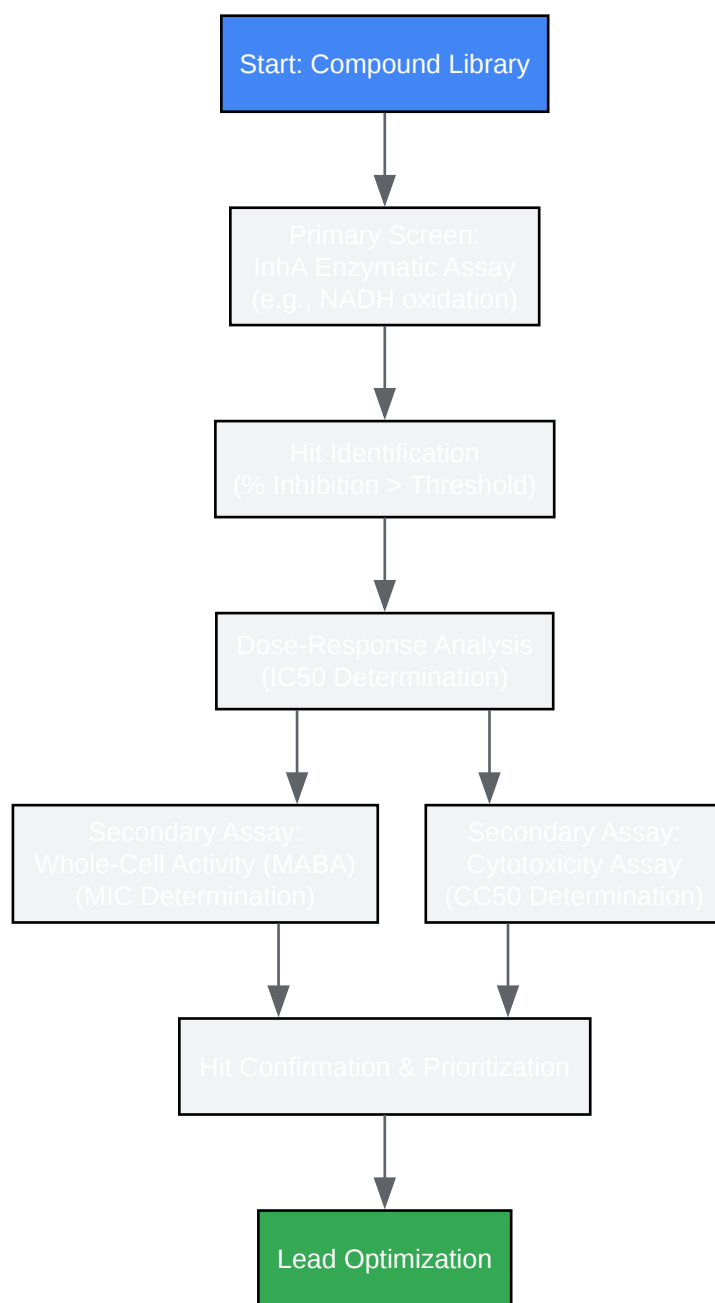 Start: Compound Library
Primary Screen:
InhA Enzymatic Assay
(e.g., NADH oxidation)
Hit Identification
(% Inhibition > Threshold)
Dose-Response Analysis
(IC50 Determination)
Secondary Assay:
Whole-Cell Activity (MABA)
(MIC Determination)
Secondary Assay:
Cytotoxicity Assay
(CC50 Determination)
Hit Confirmation & Prioritization
Lead Optimization